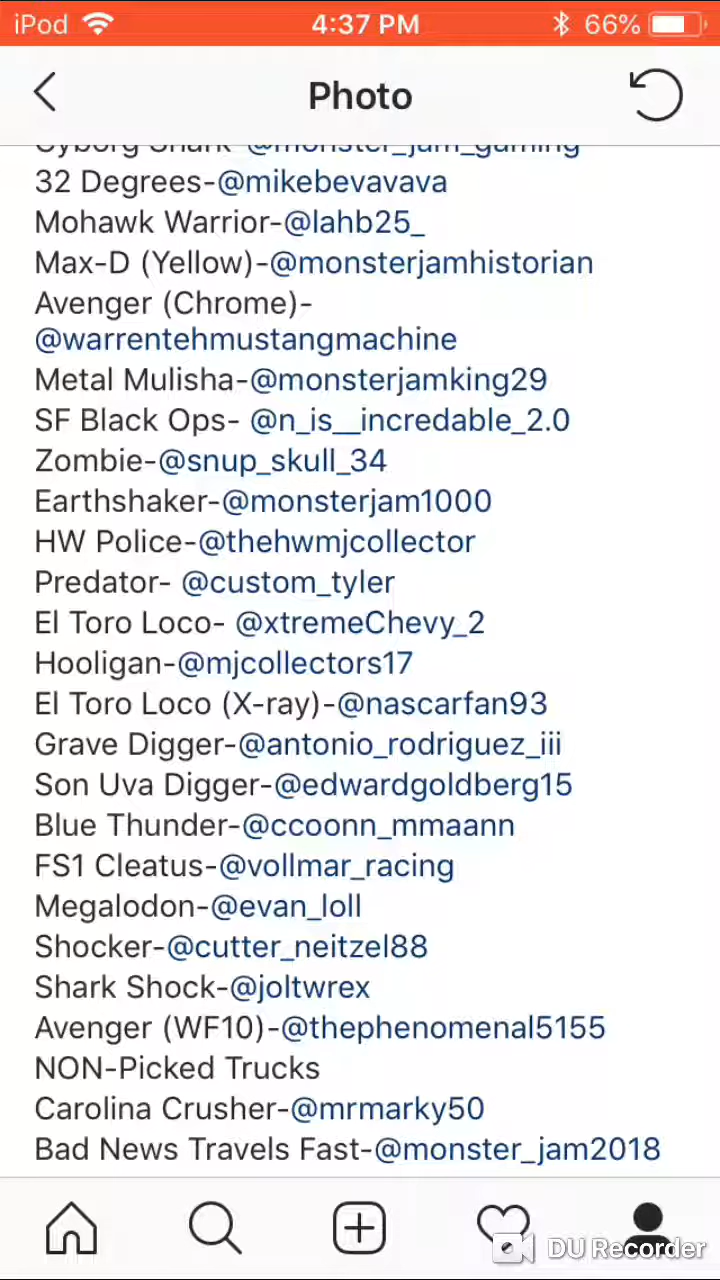 iPod 4:37 PM 66%
Photo
Cyborg Shark-@monster_jam_gaming
32 Degrees-@mikebevavava
Mohawk Warrior-@lahb25_
Max-D (Yellow)-@monsterjamhistorian
Avenger (Chrome)-
@warrentehmustangmachine
Metal Mulisha-@monsterjamking29
SF Black Ops- @n_is__incredable_2.0
Zombie-@snup_skull_34
Earthshaker-@monsterjam1000
HW Police-@thehwmjcollector
Predator- @custom_tyler
El Toro Loco- @xtremeChevy_2
Hooligan-@mjcollectors17
El Toro Loco (X-ray)-@nascarfan93
Grave Digger-@antonio_rodriguez_iii
Son Uva Digger-@edwardgoldberg15
Blue Thunder-@ccoonn_mmaann
FS1 Cleatus-@vollmar_racing
Megalodon-@evan_loll
Shocker-@cutter_neitzel88
Shark Shock-@joltwrex
Avenger (WF10)-@thephenomenal5155
NON-Picked Trucks
Carolina Crusher-@mrmarky50
Bad News Travels Fast-@monster_jam2018
DU Recorder